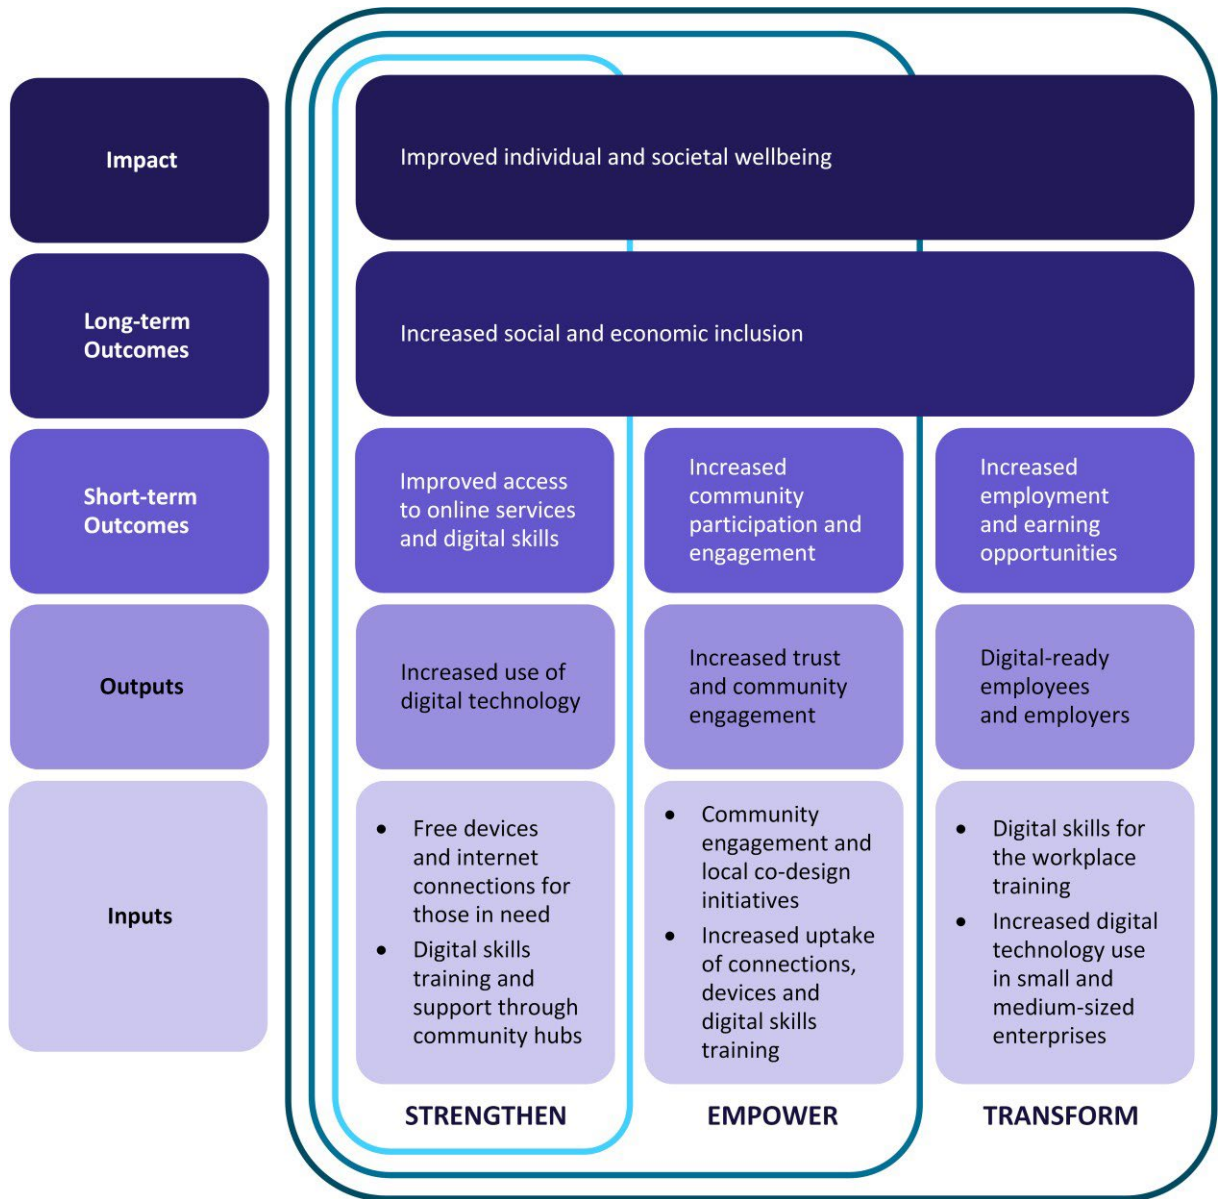 Impact
Improved individual and societal wellbeing
Long-term
Outcomes
Increased social and economic inclusion
Short-term
Outcomes
Improved access
to online services
and digital skills
Increased
community
participation and
engagement
Increased
employment
and earning
opportunities
Outputs
Increased use of
digital technology
Increased trust
and community
engagement
Digital-ready
employees
and employers
Inputs
• Free devices
and internet
connections for
those in need
• Digital skills
training and
support through
community hubs
• Community
engagement and
local co-design
initiatives
• Increased uptake
of connections,
devices and
digital skills
training
• Digital skills for
the workplace
training
• Increased digital
technology use
in small and
medium-sized
enterprises
STRENGTHEN
EMPOWER
TRANSFORM